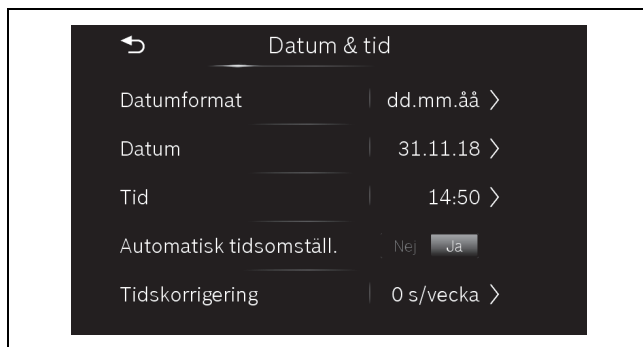 Datum & tid
Datumformat dd.mm.åå
Datum 31.11.18
Tid 14:50
Automatisk tidsomställ. Nej Ja
Tidskorrigering 0 s/vecka